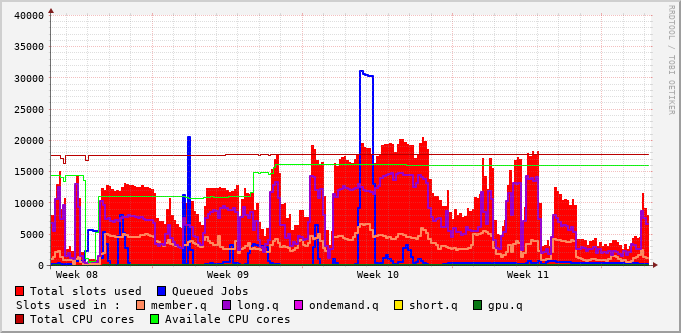 40000
35000
30000
25000
20000
15000
10000
5000
0
Week 08 Week 09 Week 10 Week 11
RRDTOOL / TOBI OETIKER
Total slots used Queued Jobs
Slots used in : member.q long.q ondemand.q short.q gpu.q
Total CPU cores Availale CPU cores